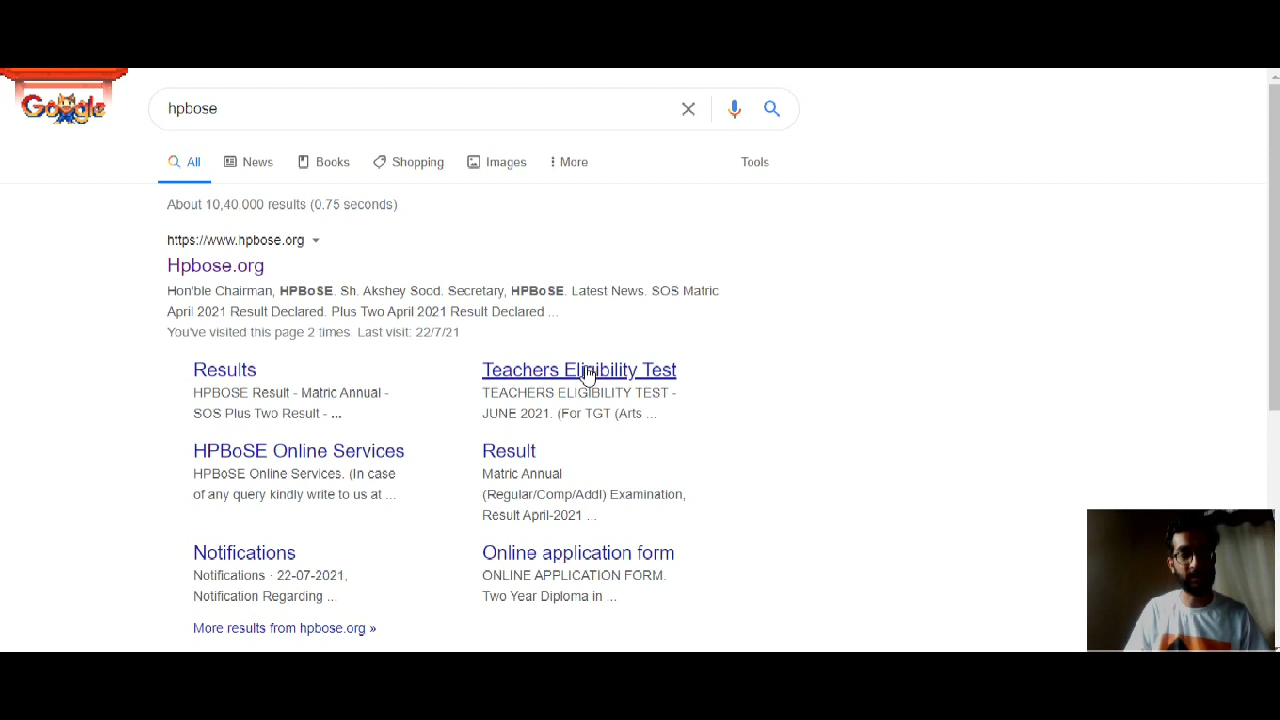 Google
hpbose
All News Books Shopping Images More Tools
About 10,40,000 results (0.75 seconds)
https://www.hpbose.org
Hpbose.org
Hon'ble Chairman, HPBoSE. Sh. Akshey Sood. Secretary, HPBoSE. Latest News. SOS Matric
April 2021 Result Declared. Plus Two April 2021 Result Declared ...
You've visited this page 2 times. Last visit: 22/7/21
Results
HPBOSE Result - Matric Annual -
SOS Plus Two Result - ...
Teachers Eligibility Test
TEACHERS ELIGIBILITY TEST -
JUNE 2021. (For TGT (Arts ...
HPBoSE Online Services
HPBoSE Online Services. (In case
of any query kindly write to us at ...
Result
Matric Annual
(Regular/Comp/Addl) Examination,
Result April-2021 ...
Notifications
Notifications · 22-07-2021,
Notification Regarding ...
Online application form
ONLINE APPLICATION FORM.
Two Year Diploma in ...
More results from hpbose.org »